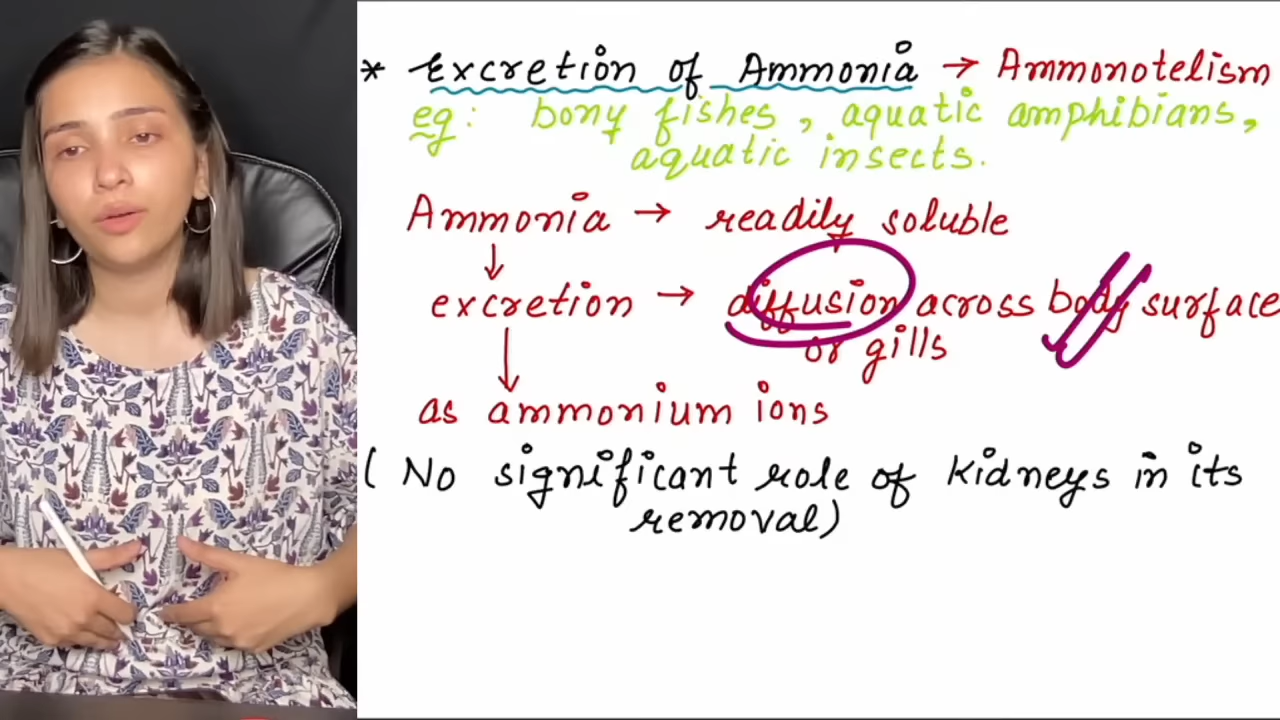 * Excretion of Ammonia → Ammonotelism
eg: bony fishes, aquatic amphibians,
aquatic insects.
Ammonia → readily soluble
↓
excretion → diffusion across body surface
or gills
↓
as ammonium ions
( No significant role of kidneys in its
removal)